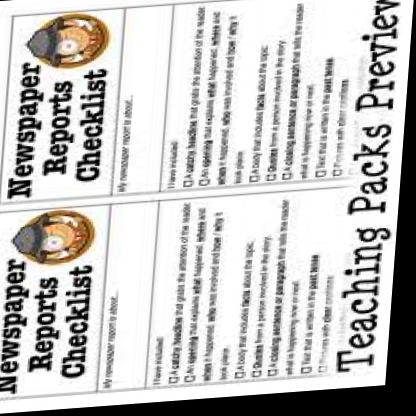 Newspaper
Reports
Checklist
My newspaper report is about...
I have included:
A catchy headline that grabs the attention of the reader.
An opening that explains what happened, where and
when it happened, who was involved and how / why it
took place.
A body that includes facts about the topic.
Quotes from a person involved in the story.
A closing sentence or paragraph that tells the reader
what is happening now or next.
Text that is written in the past tense.
Pictures with clear captions.
Newspaper
Reports
Checklist
My newspaper report is about...
I have included:
A catchy headline that grabs the attention of the reader.
An opening that explains what happened, where and
when it happened, who was involved and how / why it
took place.
A body that includes facts about the topic.
Quotes from a person involved in the story.
A closing sentence or paragraph that tells the reader
what is happening now or next.
Text that is written in the past tense.
Pictures with clear captions.
Teaching Packs Preview